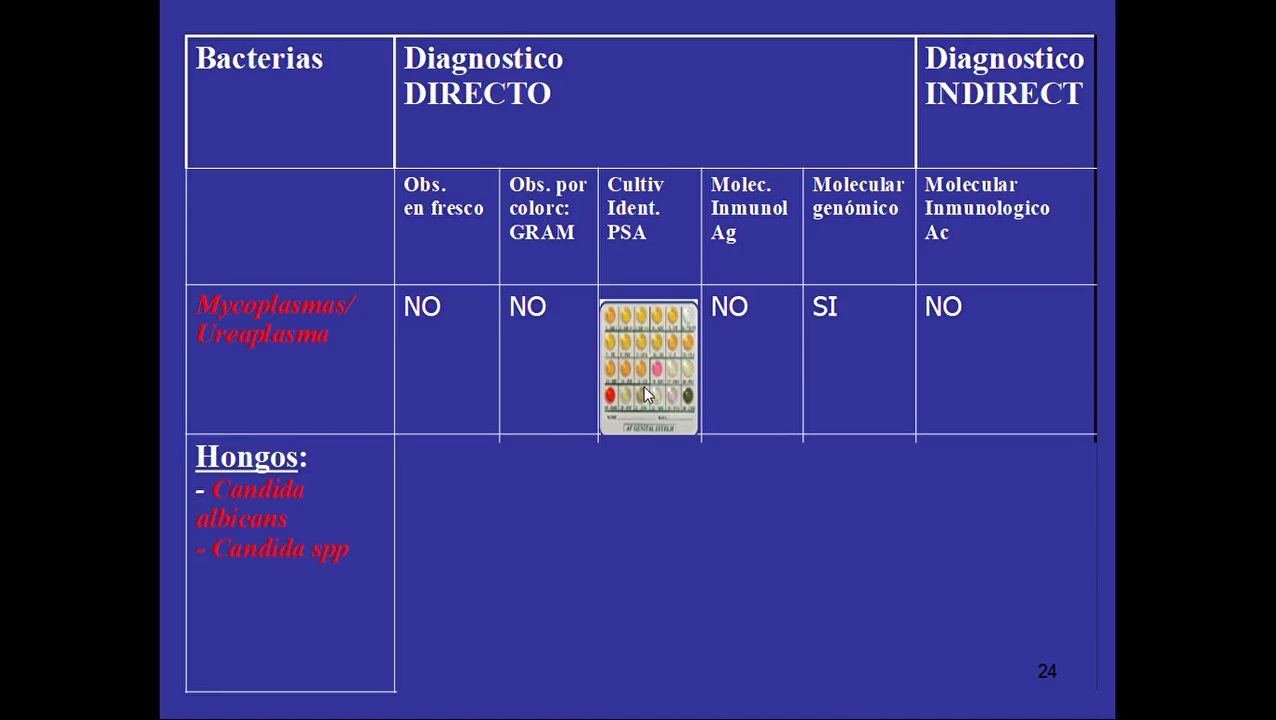 Bacterias
Diagnostico
DIRECTO
Diagnostico
INDIRECT
Obs.
en fresco
Obs. por
colorc:
GRAM
Cultiv
Ident.
PSA
Molec.
Inmunol
Ag
Molecular
genómico
Molecular
Inmunologico
Ac
Mycoplasmas/
Ureaplasma
NO
NO
NO
SI
NO
Hongos:
- Candida
albicans
- Candida spp
24